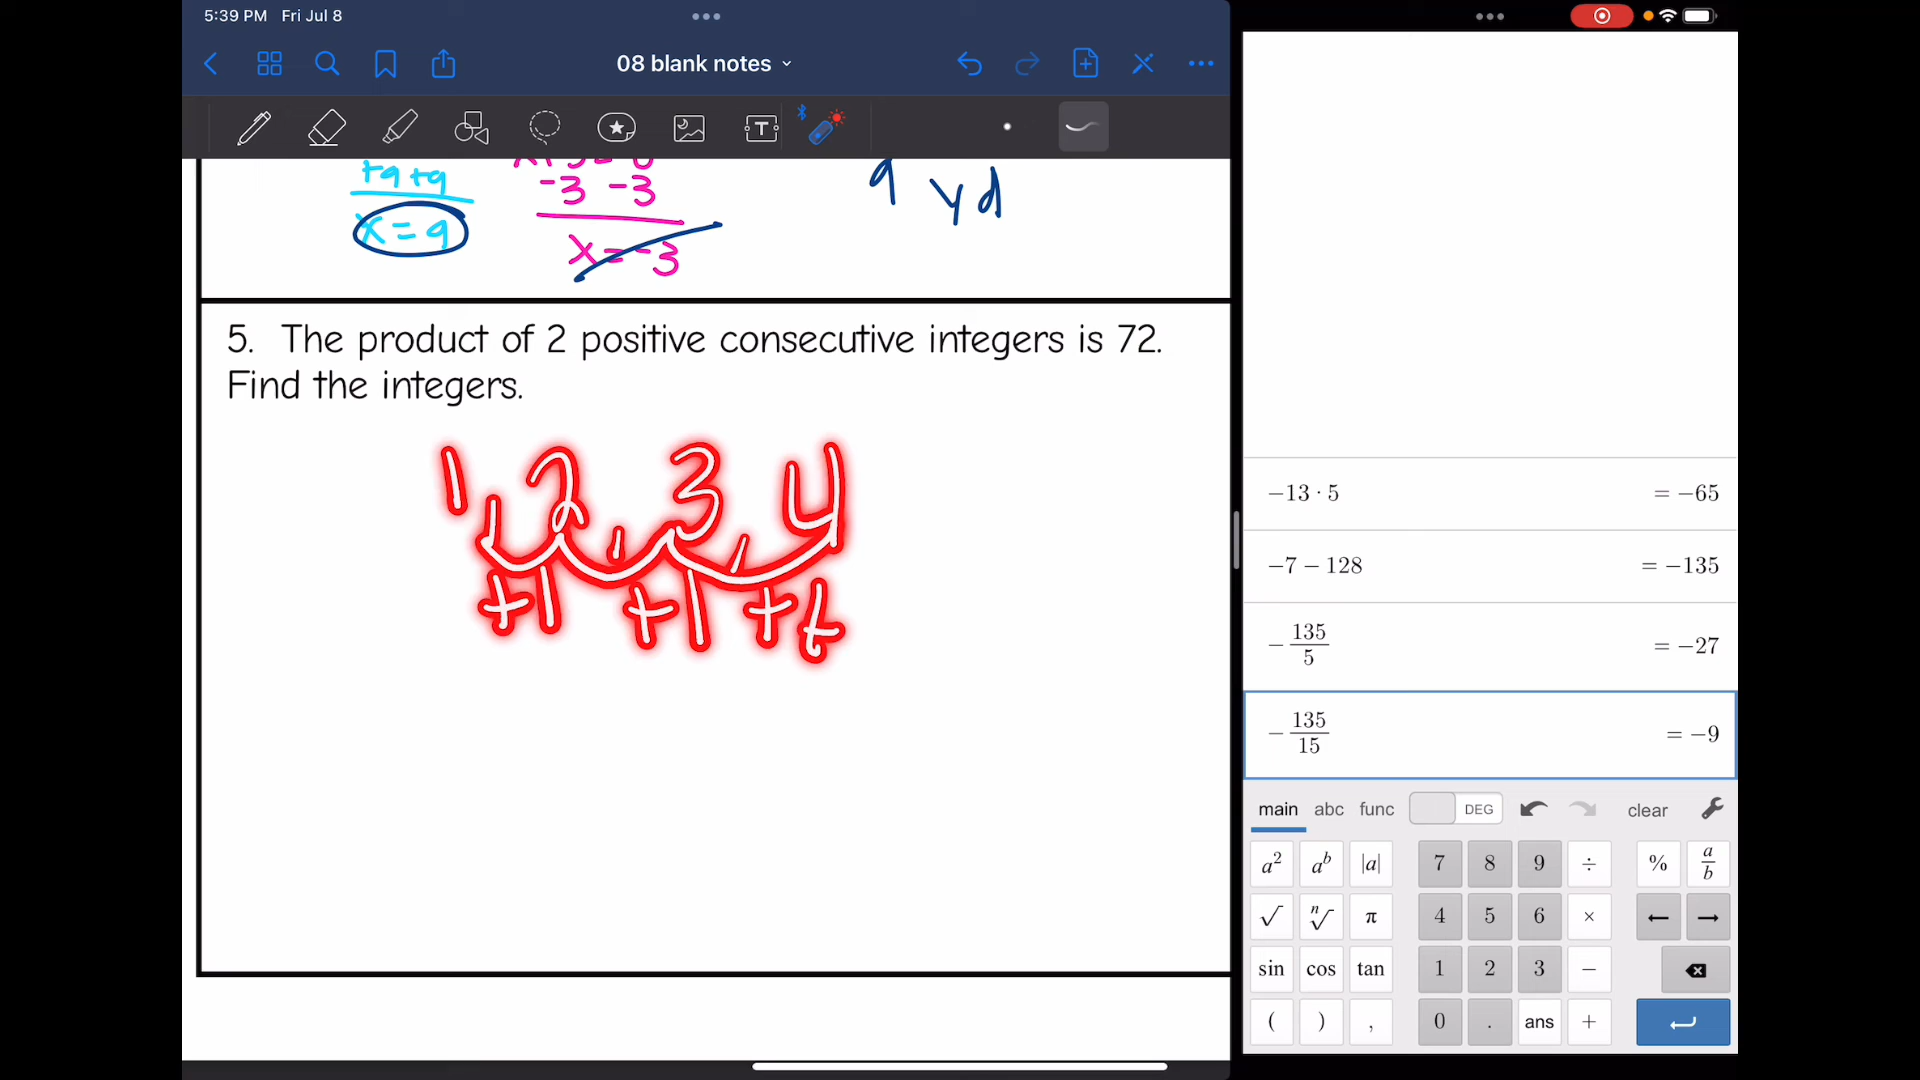 5:39 PM Fri Jul 8
08 blank notes
+9 +9
-3 -3
x = 9
x = -3
9 yd
5. The product of 2 positive consecutive integers is 72.
Find the integers.
1, 2, 3, 4
+1 +1 +
−13 · 5 = −65
−7 − 128 = −135
− 135/5 = −27
− 135/15 = −9
main abc func DEG clear
a² aᵇ |a| 7 8 9 ÷ % a/b
√ ⁿ√ π 4 5 6 × ← →
sin cos tan 1 2 3 −
( ) , 0 . ans +